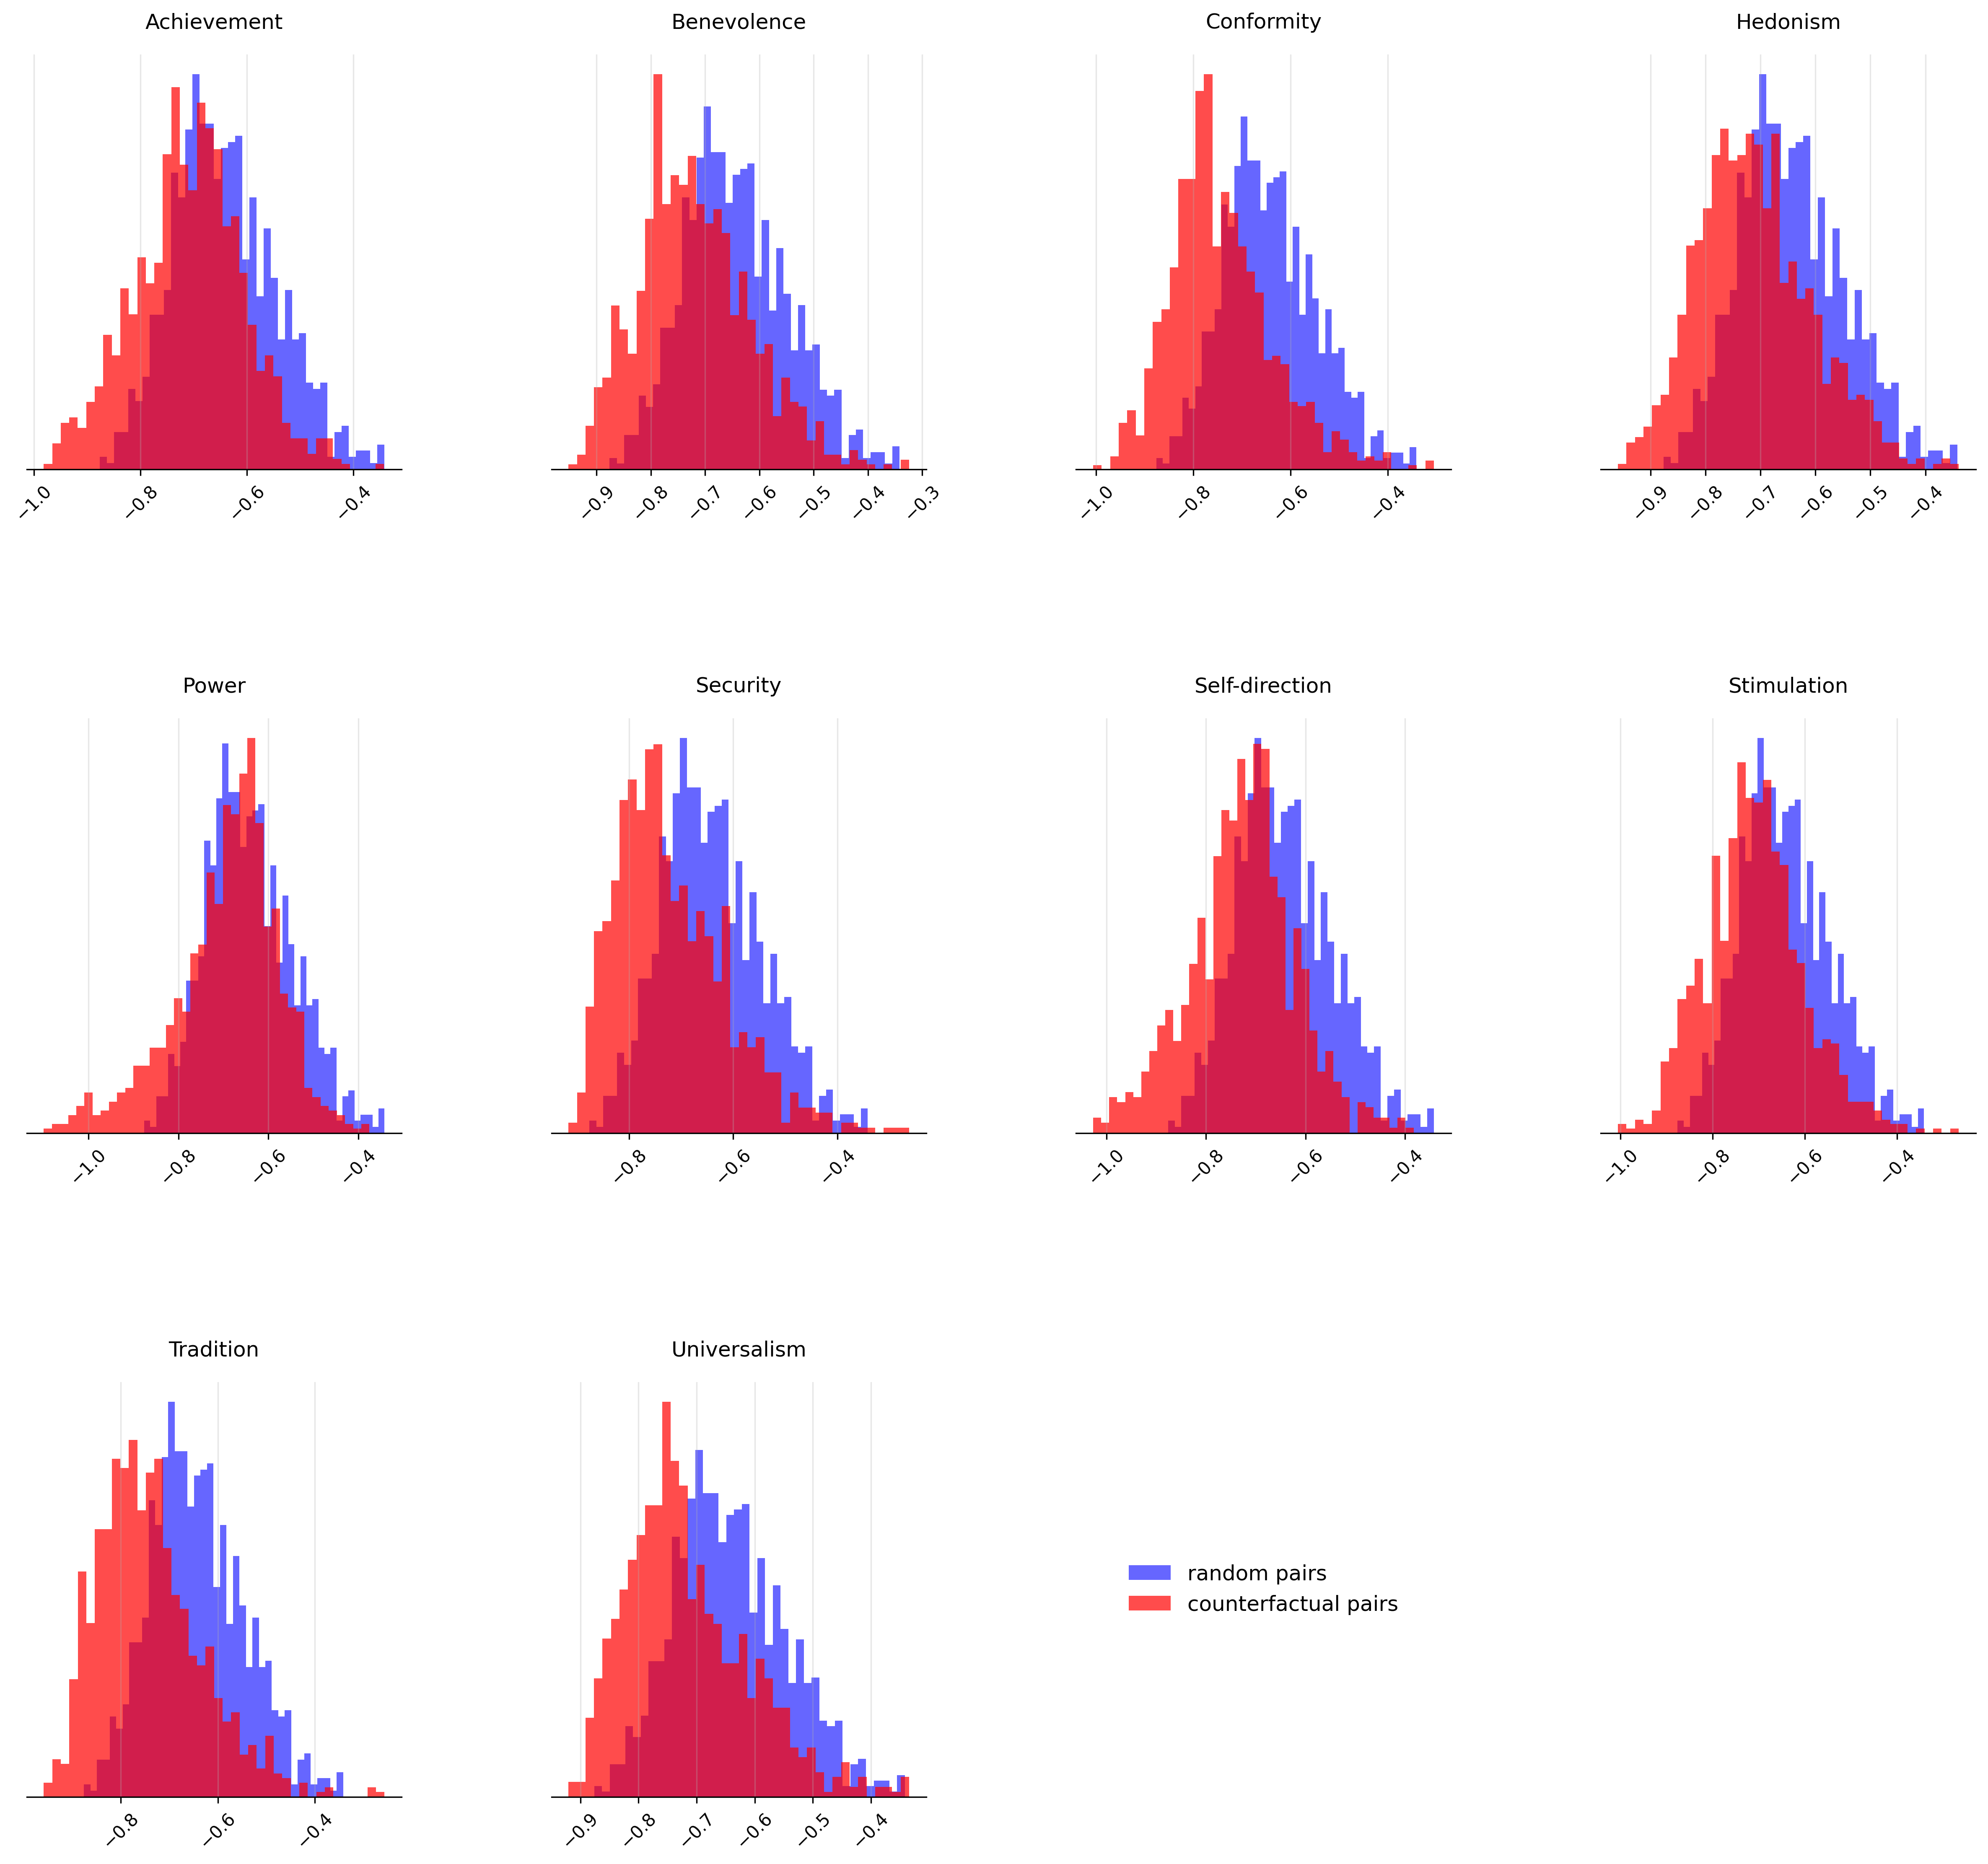 Achievement
Benevolence
Conformity
Hedonism
−1.0 −0.8 −0.6 −0.4
−0.9 −0.8 −0.7 −0.6 −0.5 −0.4 −0.3
−1.0 −0.8 −0.6 −0.4
−0.9 −0.8 −0.7 −0.6 −0.5 −0.4
Power
Security
Self-direction
Stimulation
−1.0 −0.8 −0.6 −0.4
−0.8 −0.6 −0.4
−1.0 −0.8 −0.6 −0.4
−1.0 −0.8 −0.6 −0.4
Tradition
Universalism
−0.8 −0.6 −0.4
−0.9 −0.8 −0.7 −0.6 −0.5 −0.4
random pairs
counterfactual pairs